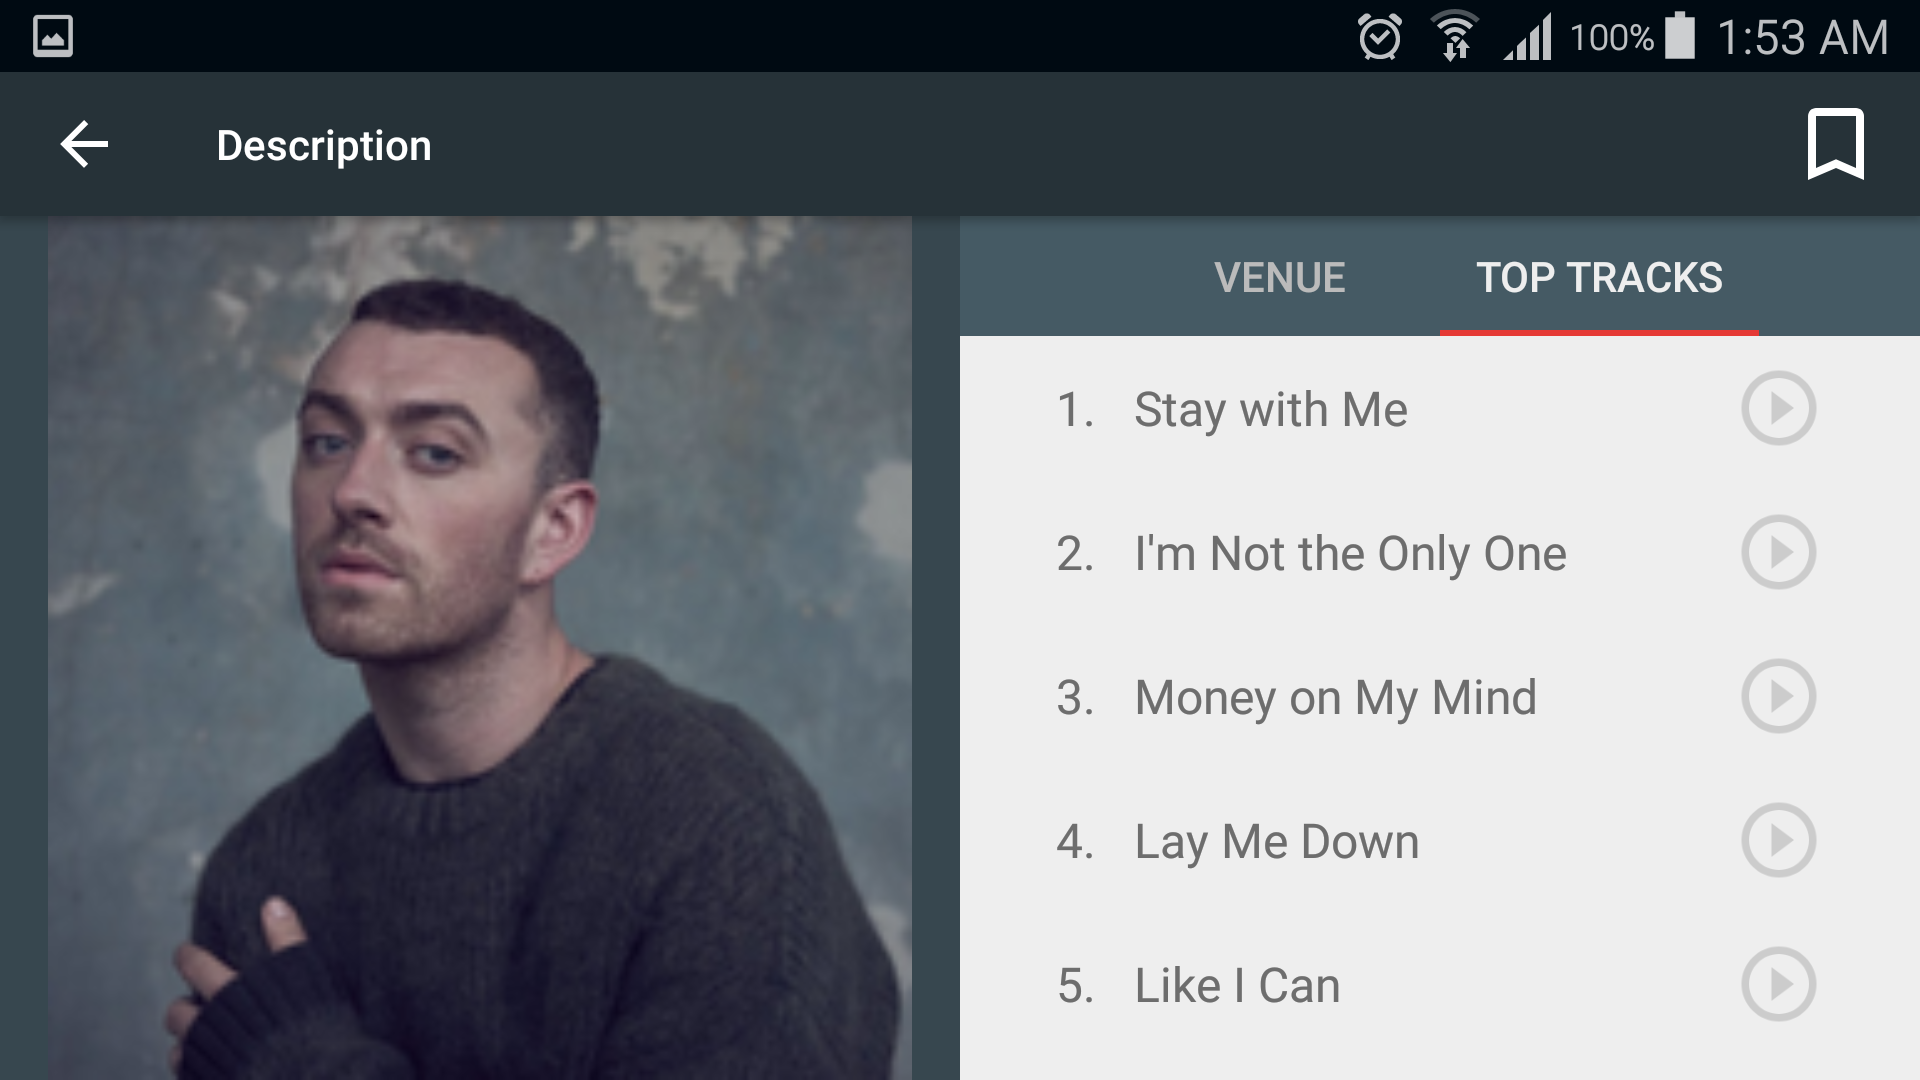 100% 1:53 AM
Description
VENUE TOP TRACKS
1. Stay with Me
2. I'm Not the Only One
3. Money on My Mind
4. Lay Me Down
5. Like I Can